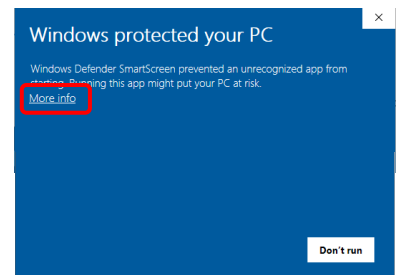 Windows protected your PC
Windows Defender SmartScreen prevented an unrecognized app from
starting. Running this app might put your PC at risk.
More info
Don't run